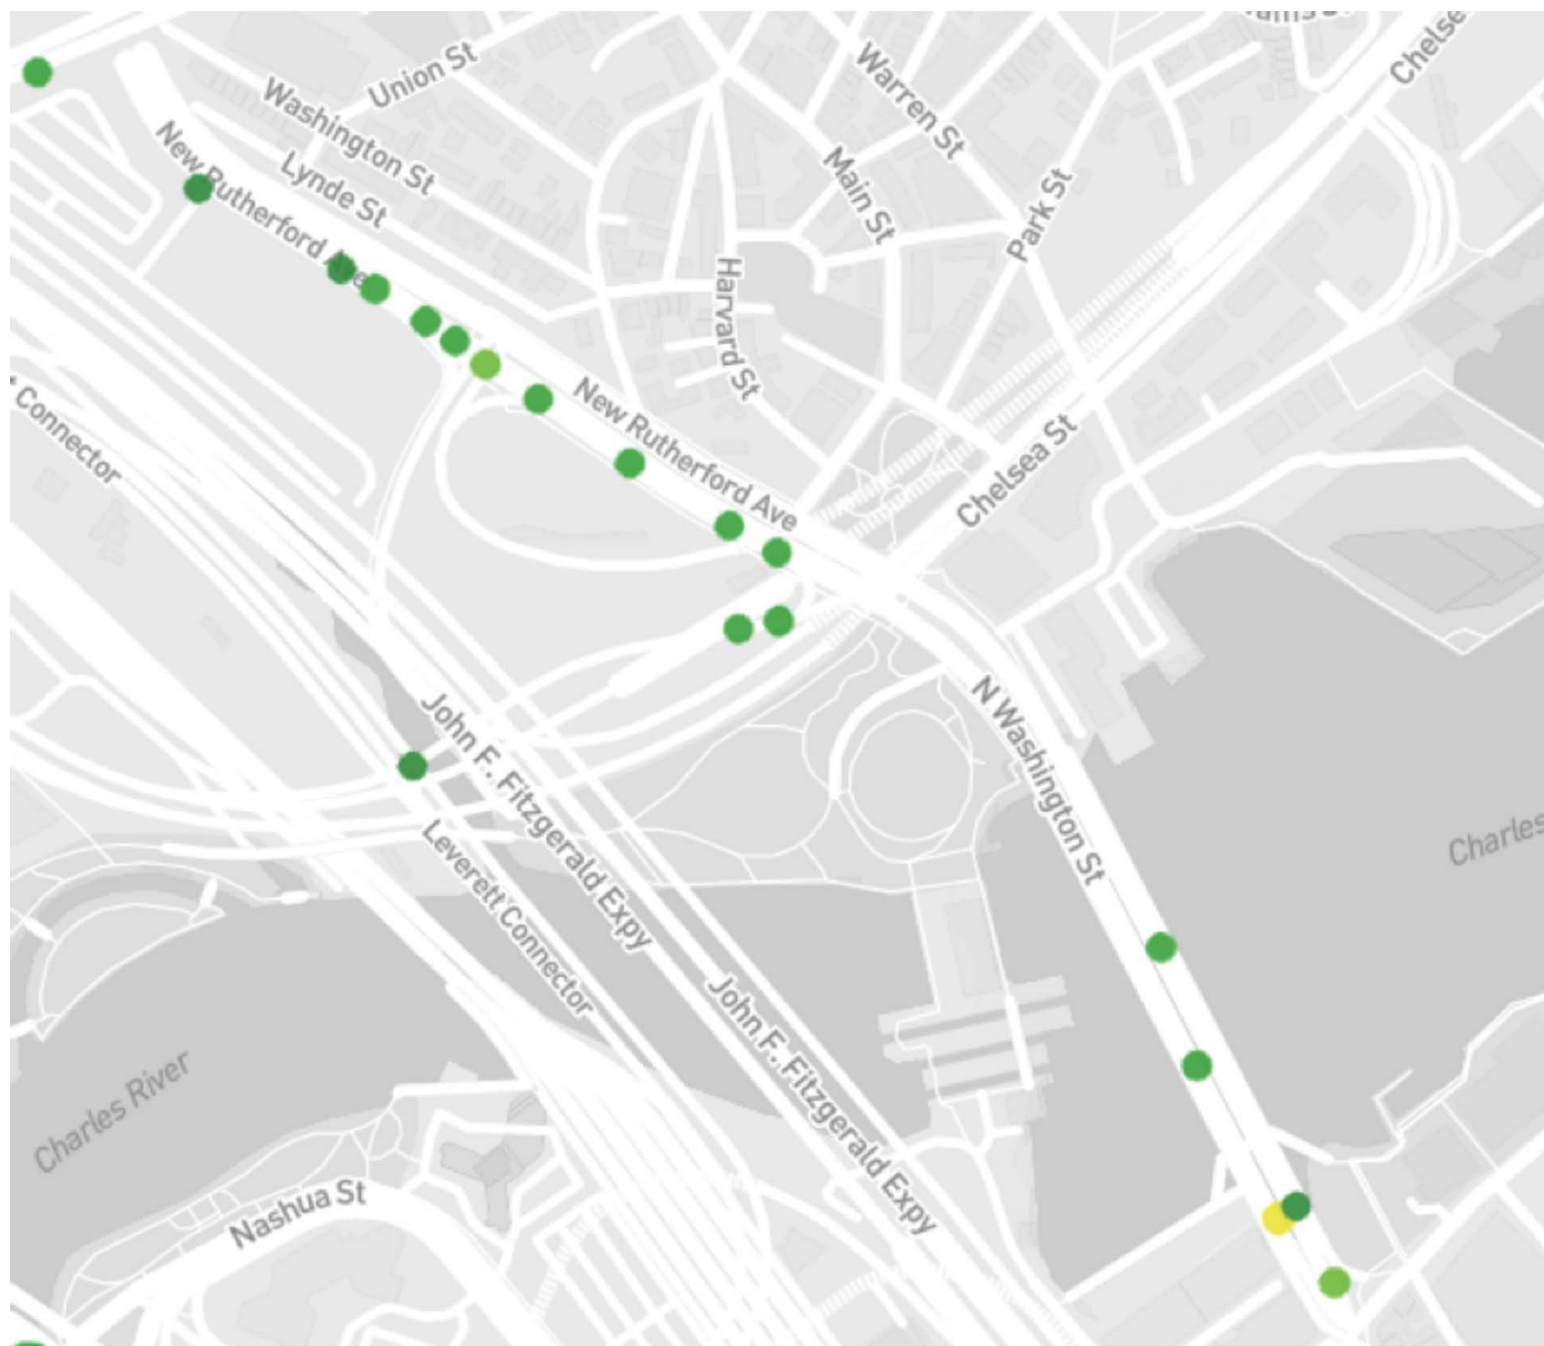 Chelse
Union St
Warren St
Washington St
New Rutherford Ave
Lynde St
Main St
Park St
Harvard St
Connector
New Rutherford Ave
Chelsea St
N Washington St
John F. Fitzgerald Expy
Charles
Leverett Connector
John F. Fitzgerald Expy
Charles River
Nashua St